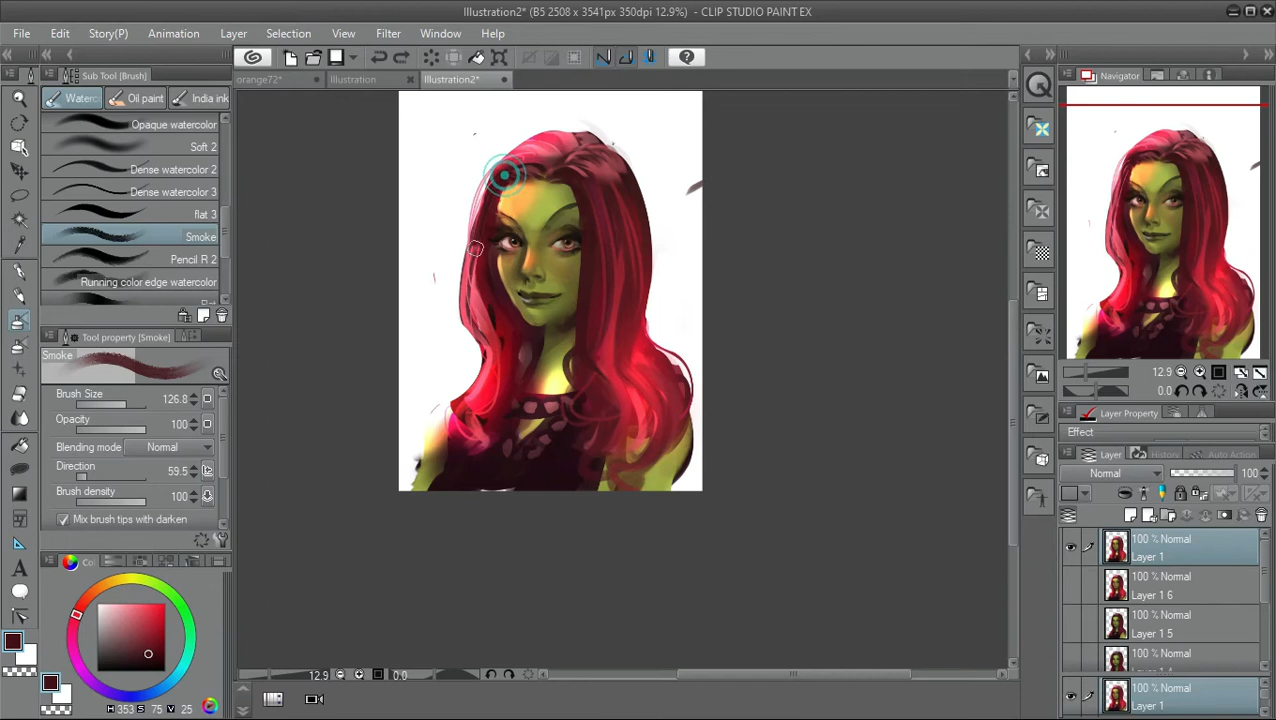 Illustration2* (B5 2508 x 3541px 350dpi 12.9%) - CLIP STUDIO PAINT EX
File Edit Story(P) Animation Layer Selection View Filter Window Help
Sub Tool [Brush]
orange72* Illustration Illustration2*
Navigator
Oil paint India ink
Opaque watercolor
Soft 2
Dense watercolor 2
Dense watercolor 3
flat 3
Smoke
Pencil R 2
Running color edge watercolor
Tool property [Smoke]
Smoke
Brush Size 126.8
Opacity 100
Blending mode Normal
Direction 59.5
Brush density 100
Mix brush tips with darken
12.9
0.0
Layer Property
Effect
Layer History Auto Action
Normal 100
100 % Normal
Layer 1
100 % Normal
Layer 1 6
100 % Normal
Layer 1 5
100 % Normal
100 % Normal
Layer 1
12.9 0.0
H 353 S 75 V 25